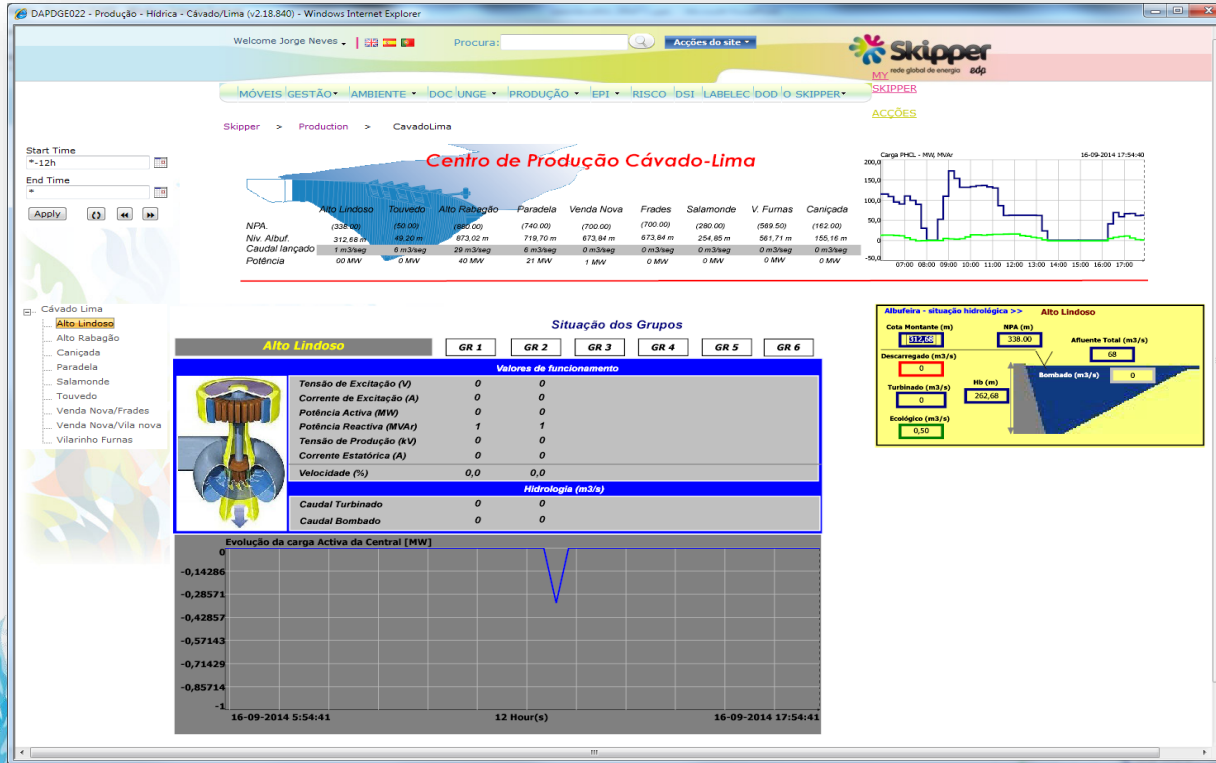 DAPDGE022 - Produção - Hídrica - Cávado/Lima (v2.18.840) - Windows Internet Explorer
Welcome Jorge Neves
Procura:
Acções do site
Skipper
rede global de energia edp
MY SKIPPER
ACÇÕES
MÓVEIS GESTÃO AMBIENTE DOC UNGE PRODUÇÃO EPI RISCO DSI LABELEC DOD O SKIPPER
Skipper > Production > CavadoLima
Start Time
*-12h
End Time
*
Apply
Centro de Produção Cávado-Lima
Alto Lindoso Touvedo Alto Rabegão Paradela Venda Nova Frades Salamonde V. Furnas Caniçada
NPA. (338.00) (50.00) (880.00) (740.00) (700.00) (700.00) (280.00) (569.50) (162.00)
Niv. Albuf. 312,68 m 49,20 m 873,02 m 719,70 m 673,84 m 673,84 m 254,85 m 561,71 m 155,16 m
Caudal lançado 1 m3/seg 6 m3/seg 29 m3/seg 6 m3/seg 0 m3/seg 0 m3/seg 0 m3/seg 0 m3/seg 0 m3/seg
Potência 00 MW 0 MW 40 MW 21 MW 1 MW 0 MW 0 MW 0 MW 0 MW
Carga PHCL - MW, MVAr 16-09-2014 17:54:40
200,0
150,0
100,0
50,0
0
-50,0
07:00 08:00 09:00 10:00 11:00 12:00 13:00 14:00 15:00 16:00 17:00
Cávado Lima
Alto Lindoso
Alto Rabagão
Caniçada
Paradela
Salamonde
Touvedo
Venda Nova/Frades
Venda Nova/Vila nova
Vilarinho Furnas
Situação dos Grupos
Alto Lindoso GR 1 GR 2 GR 3 GR 4 GR 5 GR 6
Valores de funcionamento
Tensão de Excitação (V) 0 0
Corrente de Excitação (A) 0 0
Potência Activa (MW) 0 0
Potência Reactiva (MVAr) 1 1
Tensão de Produção (kV) 0 0
Corrente Estatórica (A) 0 0
Velocidade (%) 0,0 0,0
Hidrologia (m3/s)
Caudal Turbinado 0 0
Caudal Bombado 0 0
Evolução da carga Activa da Central [MW]
0
-0,14286
-0,28571
-0,42857
-0,57143
-0,71429
-0,85714
-1
16-09-2014 5:54:41 12 Hour(s) 16-09-2014 17:54:41
Albufeira - situação hidrológica >> Alto Lindoso
Cota Montante (m) NPA (m)
312,68 338.00 Afluente Total (m3/s)
68
Descarregado (m3/s)
0
Bombado (m3/s) 0
Turbinado (m3/s) Hb (m)
0 262,68
Ecológico (m3/s)
0,50